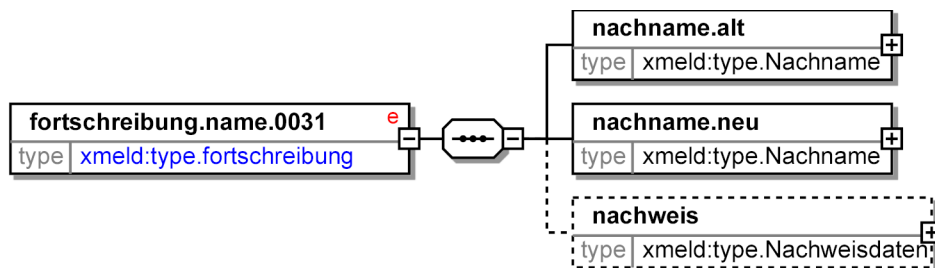 nachname.alt
type xmeld:type.Nachname
fortschreibung.name.0031 e
type xmeld:type.fortschreibung
nachname.neu
type xmeld:type.Nachname
nachweis
type xmeld:type.Nachweisdaten